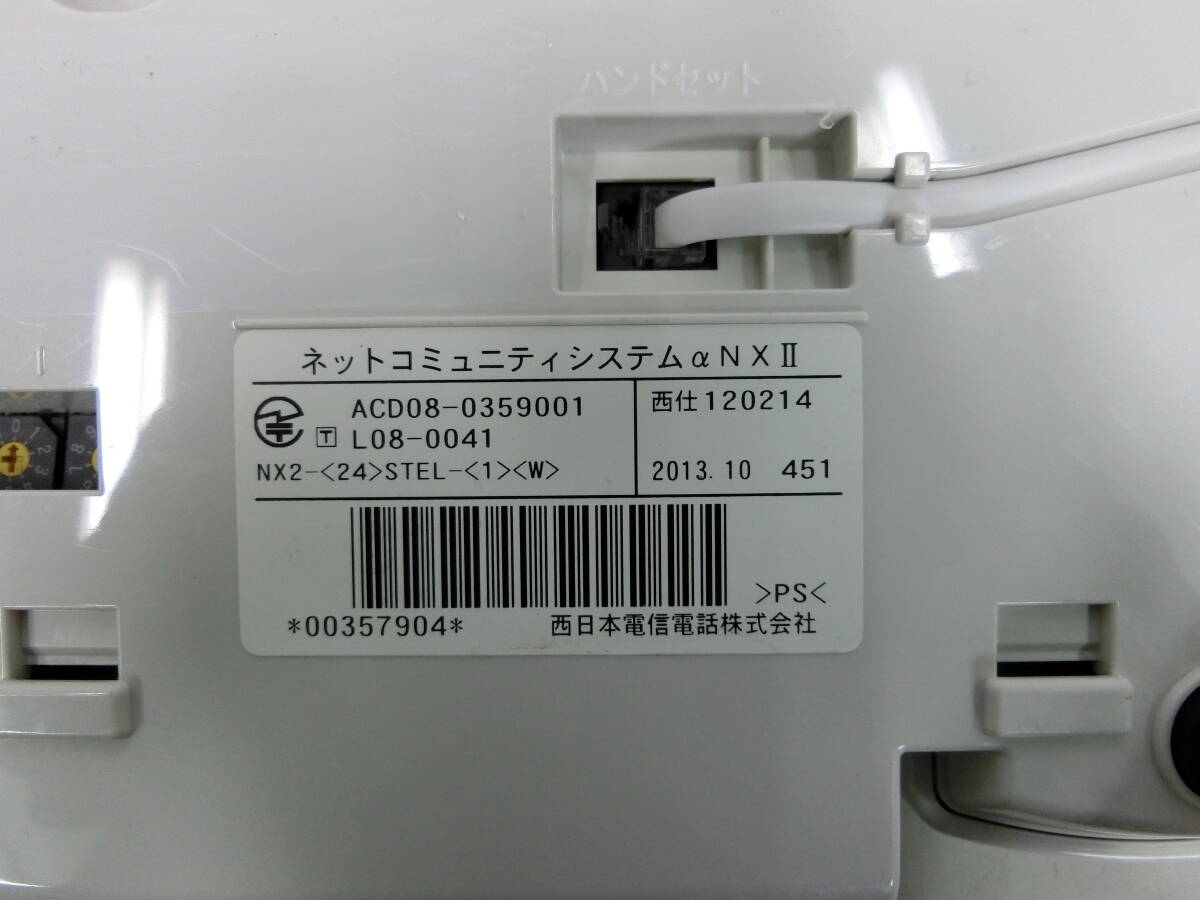 ハンドセット
ネットコミュニティシステムαNXⅡ
ACD08-0359001
T L08-0041
NX2-<24>STEL-<1><W>
西仕120214
2013.10 451
>PS<
*00357904*
西日本電信電話株式会社